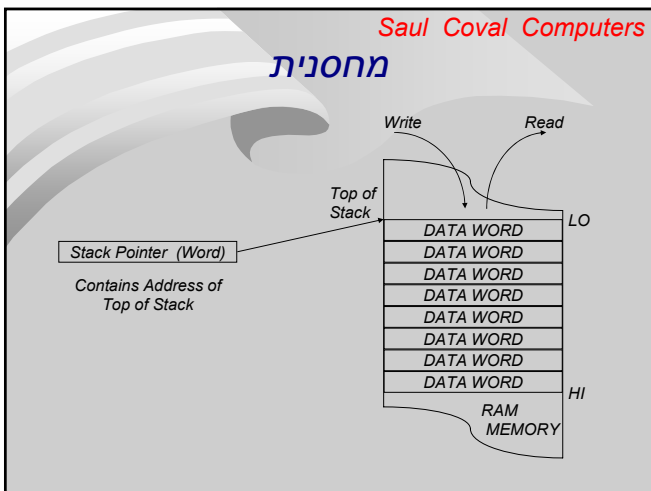 Saul Coval Computers
מחסנית
Write Read
Top of
Stack
LO
DATA WORD
Stack Pointer (Word)
DATA WORD
DATA WORD
Contains Address of
Top of Stack
DATA WORD
DATA WORD
DATA WORD
DATA WORD
DATA WORD
HI
RAM
MEMORY